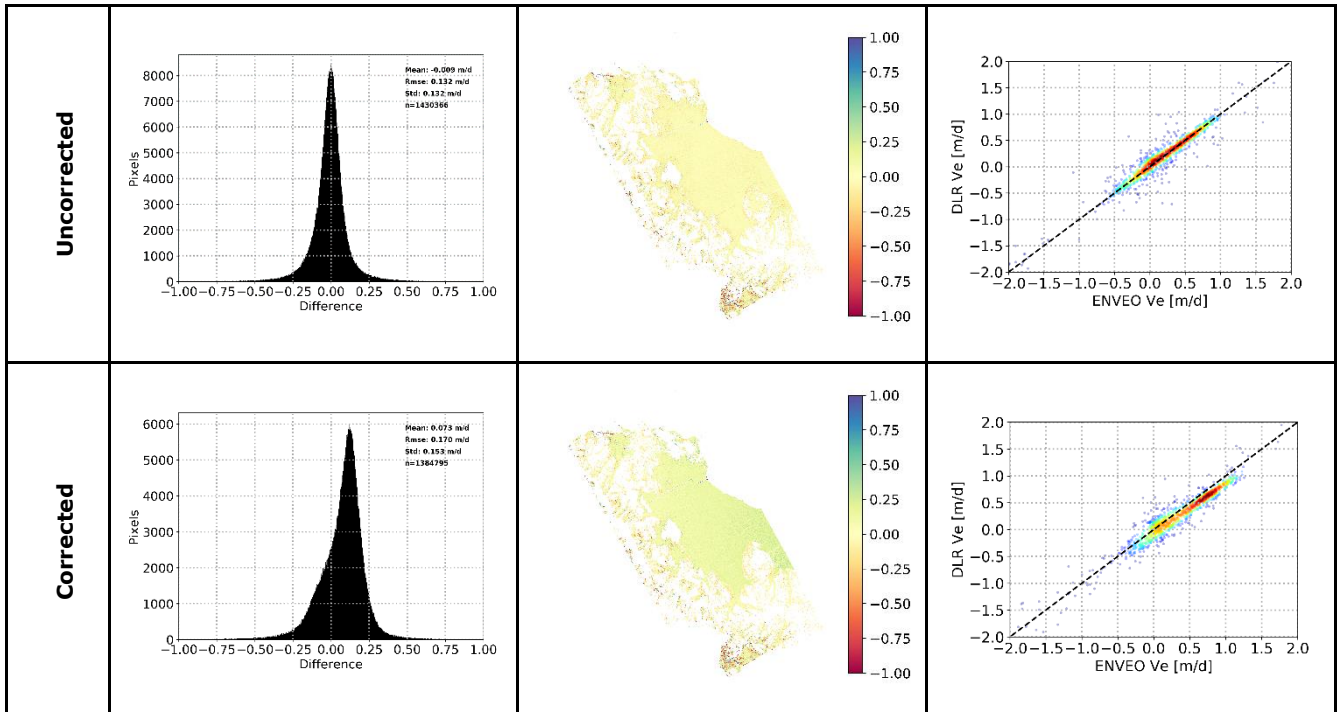 Uncorrected
8000
7000
6000
5000
4000
3000
2000
1000
0
Pixels
Mean: -0.009 m/d
Rmse: 0.132 m/d
Std: 0.132 m/d
n=1430366
−1.00−0.75−0.50−0.25 0.00 0.25 0.50 0.75 1.00
Difference
1.00
0.75
0.50
0.25
0.00
−0.25
−0.50
−0.75
−1.00
2.0
1.5
1.0
0.5
0.0
−0.5
−1.0
−1.5
−2.0
DLR Ve [m/d]
−2.0−1.5−1.0−0.5 0.0 0.5 1.0 1.5 2.0
ENVEO Ve [m/d]
Corrected
6000
5000
4000
3000
2000
1000
0
Pixels
Mean: 0.073 m/d
Rmse: 0.170 m/d
Std: 0.153 m/d
n=1384795
−1.00−0.75−0.50−0.25 0.00 0.25 0.50 0.75 1.00
Difference
1.00
0.75
0.50
0.25
0.00
−0.25
−0.50
−0.75
−1.00
2.0
1.5
1.0
0.5
0.0
−0.5
−1.0
−1.5
−2.0
DLR Ve [m/d]
−2.0−1.5−1.0−0.5 0.0 0.5 1.0 1.5 2.0
ENVEO Ve [m/d]